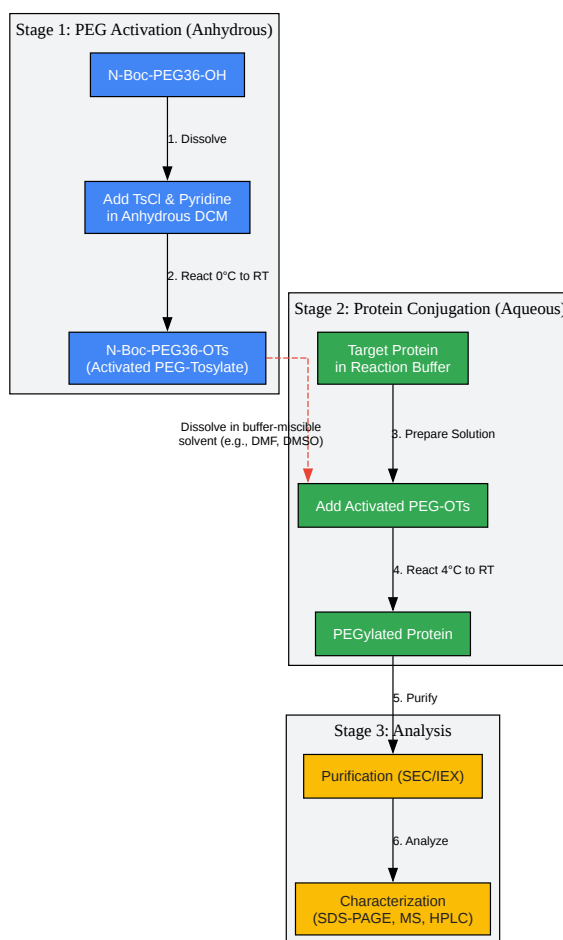 Stage 1: PEG Activation (Anhydrous)
N-Boc-PEG36-OH
1. Dissolve
Add TsCl & Pyridine
in Anhydrous DCM
2. React 0°C to RT
N-Boc-PEG36-OTs
(Activated PEG-Tosylate)
Stage 2: Protein Conjugation (Aqueous)
Target Protein
in Reaction Buffer
Dissolve in buffer-miscible
solvent (e.g., DMF, DMSO)
3. Prepare Solution
Add Activated PEG-OTs
4. React 4°C to RT
PEGylated Protein
5. Purify
Stage 3: Analysis
Purification (SEC/IEX)
6. Analyze
Characterization
(SDS-PAGE, MS, HPLC)